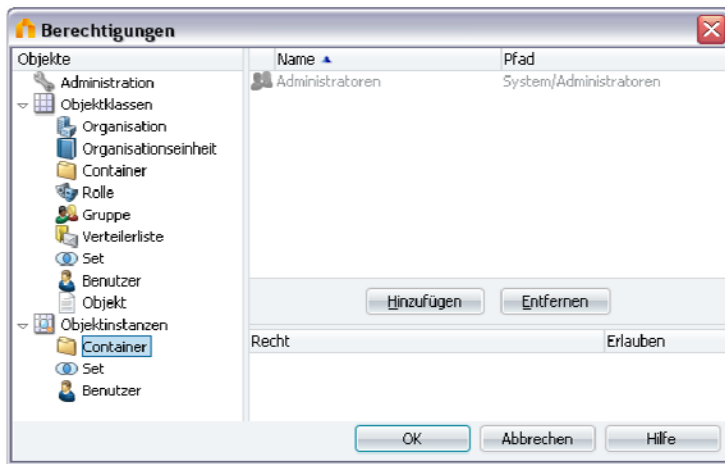 Berechtigungen
Objekte
Administration
Objektklassen
Organisation
Organisationseinheit
Container
Rolle
Gruppe
Verteilerliste
Set
Benutzer
Objekt
Objektinstanzen
Container
Set
Benutzer
Name Pfad
Administratoren System/Administratoren
Hinzufügen Entfernen
Recht Erlauben
OK Abbrechen Hilfe